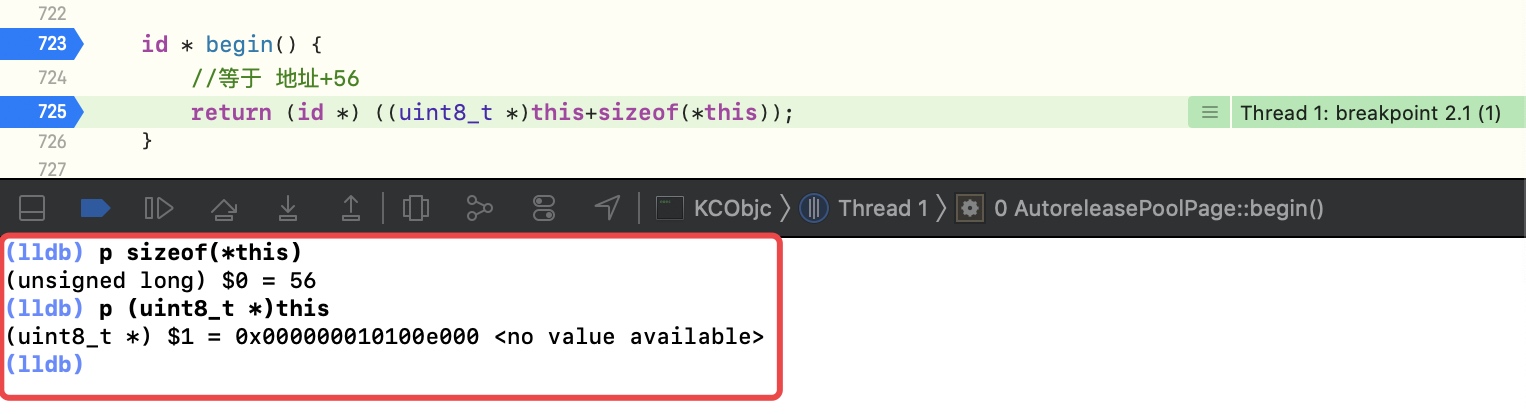 722
723 id * begin() {
724 //等于 地址+56
725 return (id *) ((uint8_t *)this+sizeof(*this)); Thread 1: breakpoint 2.1 (1)
726 }
727
KCObjc 〉 Thread 1 〉 0 AutoreleasePoolPage::begin()
(lldb) p sizeof(*this)
(unsigned long) $0 = 56
(lldb) p (uint8_t *)this
(uint8_t *) $1 = 0x000000010100e000 <no value available>
(lldb)